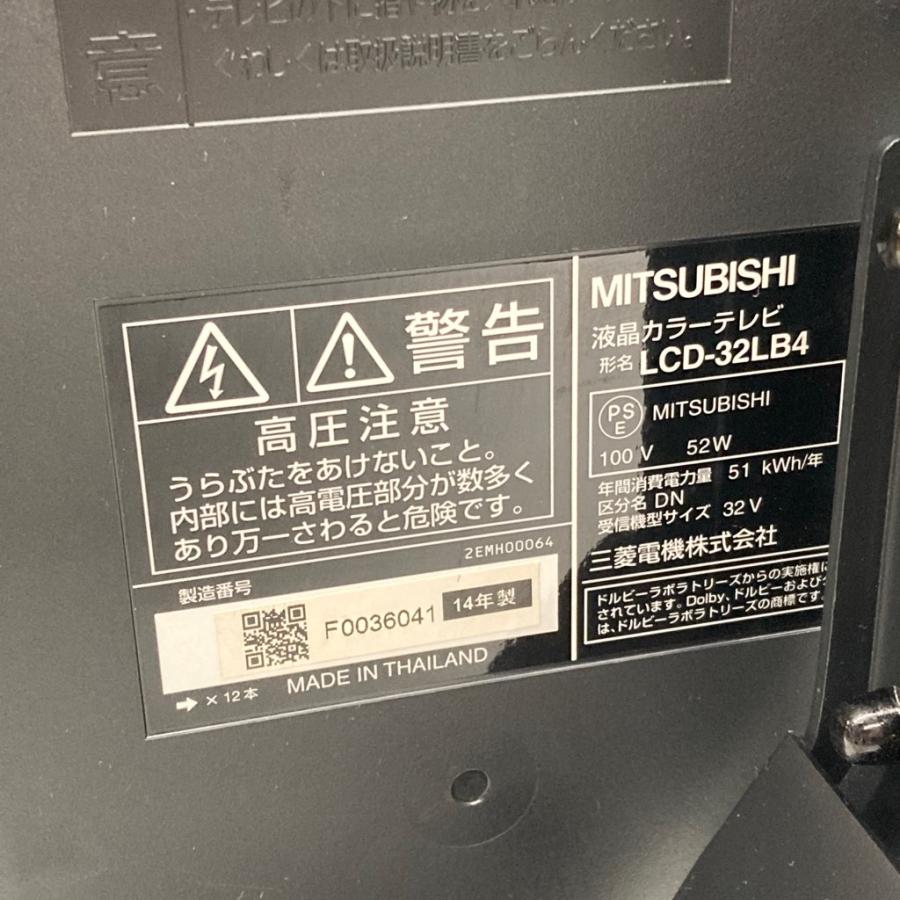 意
くわしくは取扱説明書をごらんください。
警告
高圧注意
うらぶたをあけないこと。
内部には高電圧部分が数多く
あり万一さわると危険です。
2EMH00064
製造番号
F0036041
14年製
➡ × 12本
MADE IN THAILAND
MITSUBISHI
液晶カラーテレビ
形名 LCD-32LB4
PS
E
MITSUBISHI
100 V 52W
年間消費電力量 51 kWh/年
区分名 DN
受信機型サイズ 32 V
三菱電機株式会社
ドルビーラボラトリーズからの実施権に
されています。Dolby、ドルビーおよび
は、ドルビーラボラトリーズの商標です